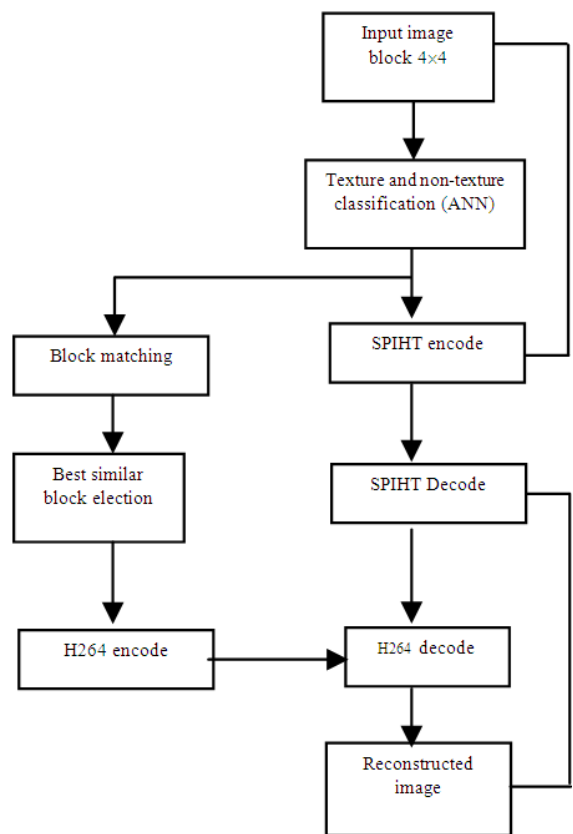 Input image
block 4×4
Texture and non-texture
classification (ANN)
Block matching
SPIHT encode
Best similar
block election
SPIHT Decode
H264 encode
H264 decode
Reconstructed
image